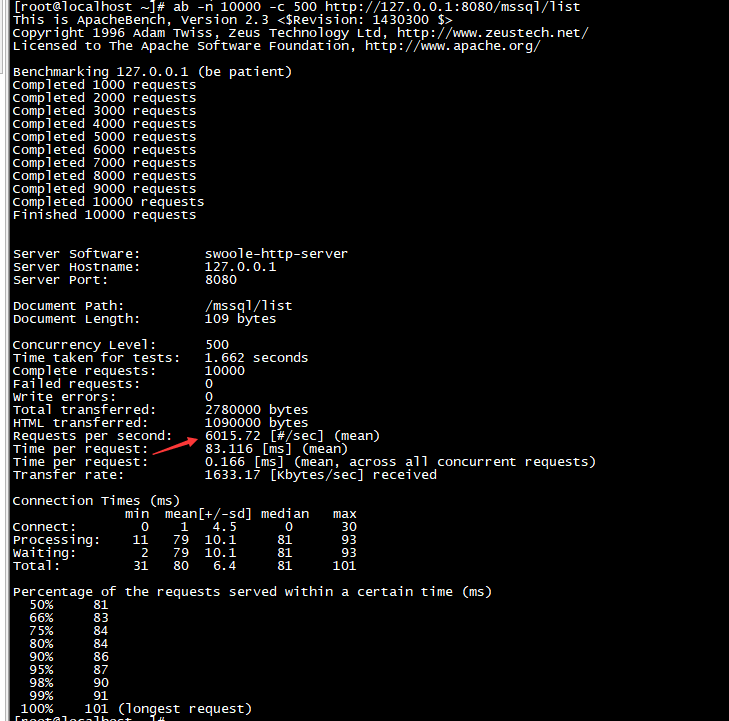 [root@localhost ~]# ab -n 10000 -c 500 http://127.0.0.1:8080/mssql/list
This is ApacheBench, Version 2.3 <$Revision: 1430300 $>
Copyright 1996 Adam Twiss, Zeus Technology Ltd, http://www.zeustech.net/
Licensed to The Apache Software Foundation, http://www.apache.org/

Benchmarking 127.0.0.1 (be patient)
Completed 1000 requests
Completed 2000 requests
Completed 3000 requests
Completed 4000 requests
Completed 5000 requests
Completed 6000 requests
Completed 7000 requests
Completed 8000 requests
Completed 9000 requests
Completed 10000 requests
Finished 10000 requests

Server Software:        swoole-http-server
Server Hostname:        127.0.0.1
Server Port:            8080

Document Path:          /mssql/list
Document Length:        109 bytes

Concurrency Level:      500
Time taken for tests:   1.662 seconds
Complete requests:      10000
Failed requests:        0
Write errors:           0
Total transferred:      2780000 bytes
HTML transferred:       1090000 bytes
Requests per second:    6015.72 [#/sec] (mean)
Time per request:       83.116 [ms] (mean)
Time per request:       0.166 [ms] (mean, across all concurrent requests)
Transfer rate:          1633.17 [Kbytes/sec] received

Connection Times (ms)
              min  mean[+/-sd] median   max
Connect:        0    1   4.5      0      30
Processing:    11   79  10.1     81      93
Waiting:        2   79  10.1     81      93
Total:         31   80   6.4     81     101

Percentage of the requests served within a certain time (ms)
  50%     81
  66%     83
  75%     84
  80%     84
  90%     86
  95%     87
  98%     90
  99%     91
 100%    101 (longest request)
[root@localhost ~]#